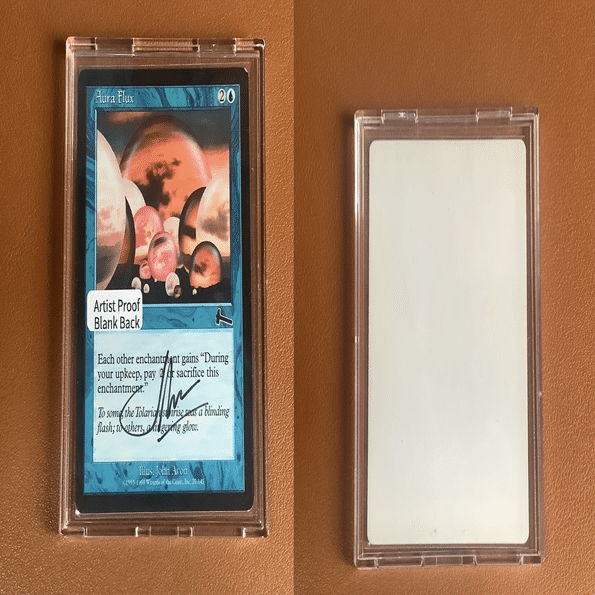 Aura Flux 2
Artist Proof
Blank Back
Each other enchantment gains "During
your upkeep, pay 2 or sacrifice this
enchantment."
To some, the Tolarian sunrise was a blinding
flash; to others, a lingering glow.
Illus. John Avon